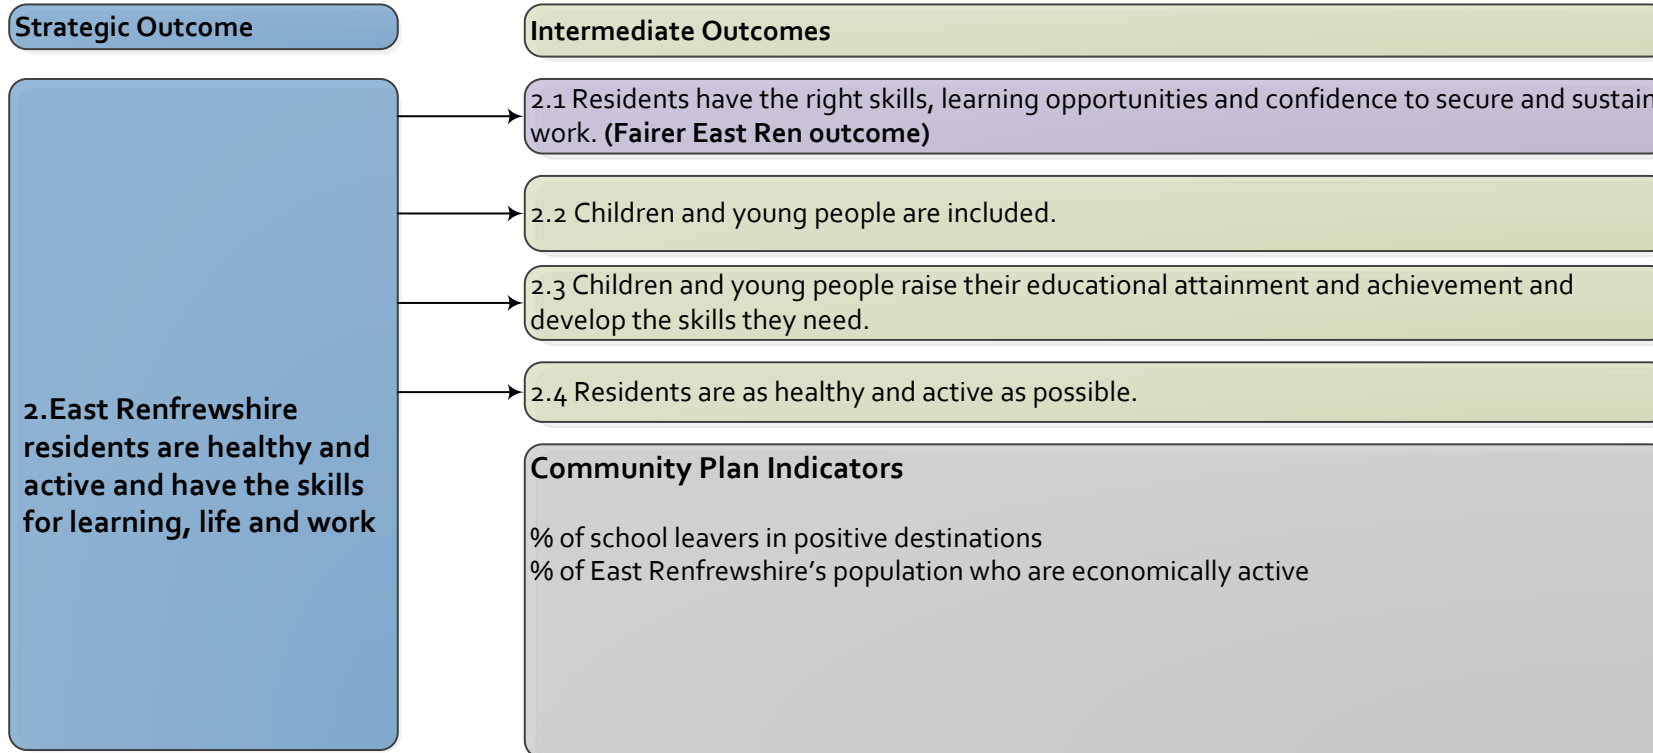 Strategic Outcome
Intermediate Outcomes
2.East Renfrewshire
residents are healthy and
active and have the skills
for learning, life and work
2.1 Residents have the right skills, learning opportunities and confidence to secure and sustain
work. (Fairer East Ren outcome)
2.2 Children and young people are included.
2.3 Children and young people raise their educational attainment and achievement and
develop the skills they need.
2.4 Residents are as healthy and active as possible.
Community Plan Indicators
% of school leavers in positive destinations
% of East Renfrewshire’s population who are economically active